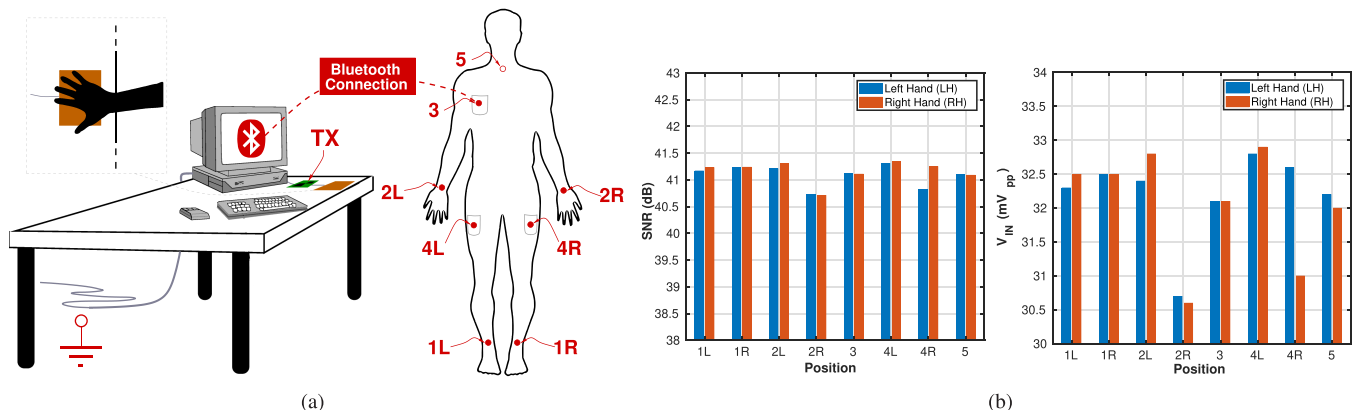 5
Bluetooth
Connection
3
TX
2L
2R
4L
4R
1L
1R
(a)
43
42.5
42
41.5
41
40.5
40
39.5
39
38.5
38
SNR (dB)
Left Hand (LH)
Right Hand (RH)
1L 1R 2L 2R 3 4L 4R 5
Position
34
33.5
33
32.5
32
31.5
31
30.5
30
V IN (mV pp)
Left Hand (LH)
Right Hand (RH)
1L 1R 2L 2R 3 4L 4R 5
Position
(b)